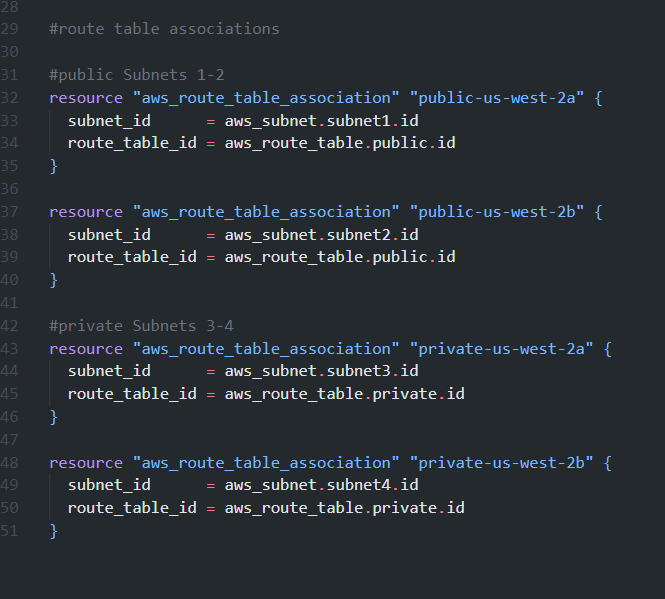 28
29 #route table associations
30
31 #public Subnets 1-2
32 resource "aws_route_table_association" "public-us-west-2a" {
33   subnet_id      = aws_subnet.subnet1.id
34   route_table_id = aws_route_table.public.id
35 }
36
37 resource "aws_route_table_association" "public-us-west-2b" {
38   subnet_id      = aws_subnet.subnet2.id
39   route_table_id = aws_route_table.public.id
40 }
41
42 #private Subnets 3-4
43 resource "aws_route_table_association" "private-us-west-2a" {
44   subnet_id      = aws_subnet.subnet3.id
45   route_table_id = aws_route_table.private.id
46 }
47
48 resource "aws_route_table_association" "private-us-west-2b" {
49   subnet_id      = aws_subnet.subnet4.id
50   route_table_id = aws_route_table.private.id
51 }